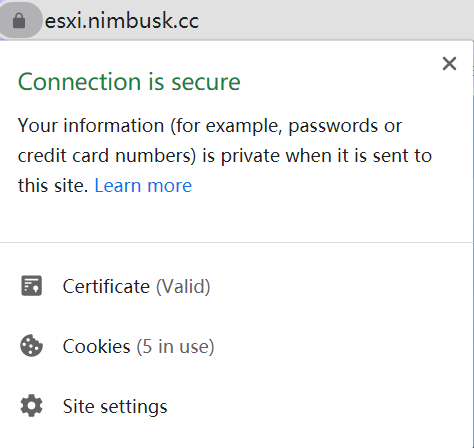 esxi.nimbusk.cc
Connection is secure
Your information (for example, passwords or
credit card numbers) is private when it is sent to
this site. Learn more
Certificate (Valid)
Cookies (5 in use)
Site settings